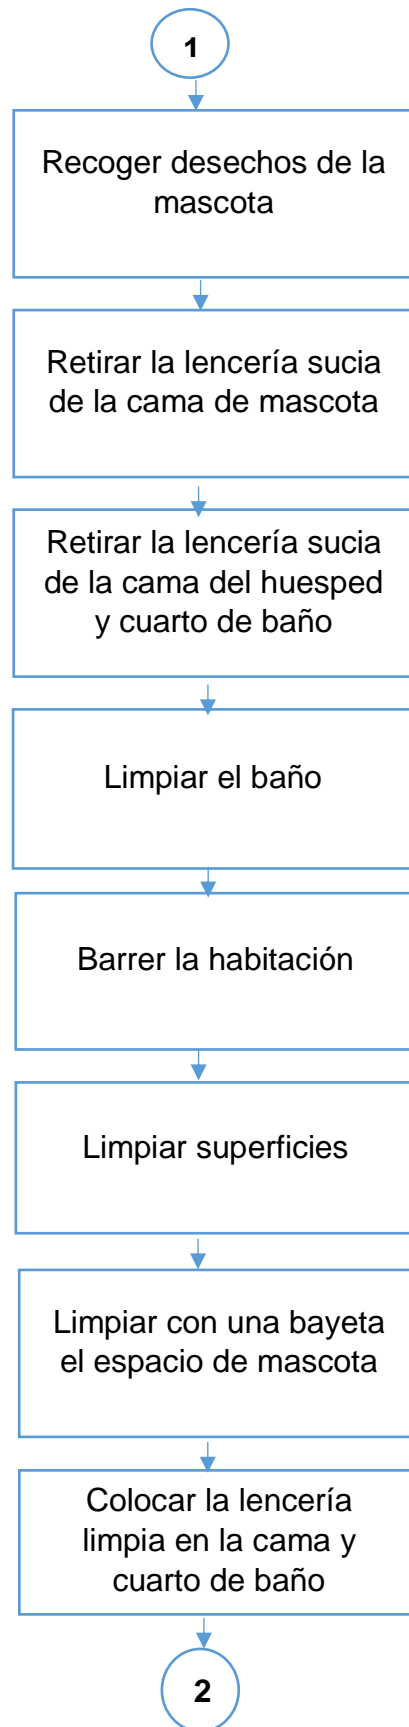 1
Recoger desechos de la
mascota
Retirar la lencería sucia
de la cama de mascota
Retirar la lencería sucia
de la cama del huesped
y cuarto de baño
Limpiar el baño
Barrer la habitación
Limpiar superficies
Limpiar con una bayeta
el espacio de mascota
Colocar la lencería
limpia en la cama y
cuarto de baño
2